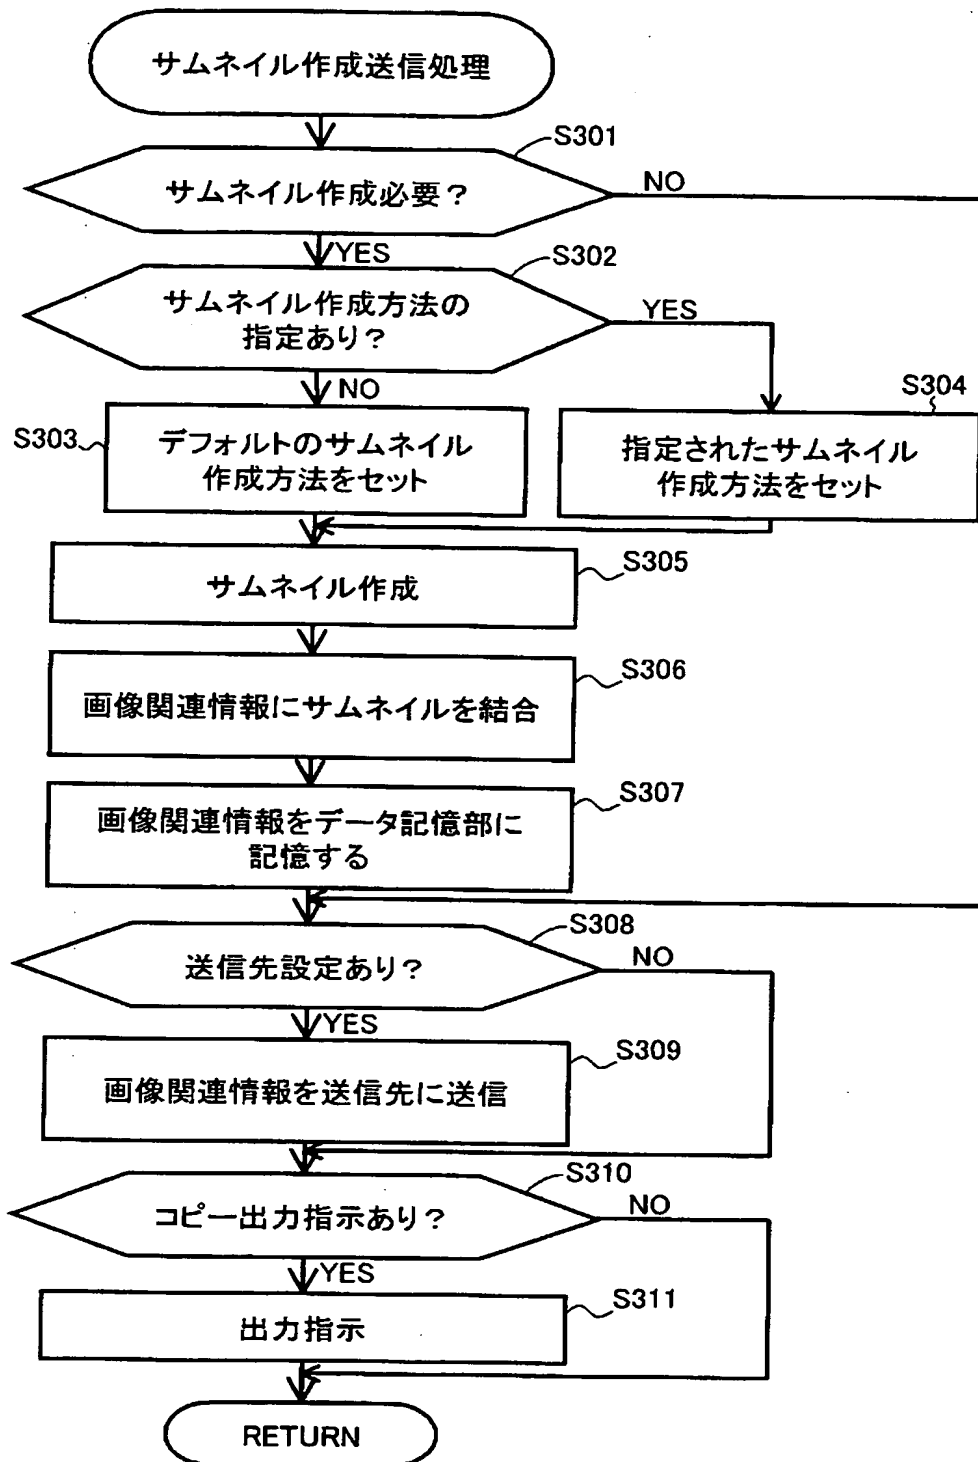 サムネイル作成送信処理
S301
サムネイル作成必要？
NO
YES
S302
サムネイル作成方法の
指定あり？
YES
NO
S303
デフォルトのサムネイル
作成方法をセット
S304
指定されたサムネイル
作成方法をセット
S305
サムネイル作成
S306
画像関連情報にサムネイルを結合
S307
画像関連情報をデータ記憶部に
記憶する
S308
送信先設定あり？
NO
YES
S309
画像関連情報を送信先に送信
S310
コピー出力指示あり？
NO
YES
S311
出力指示
RETURN